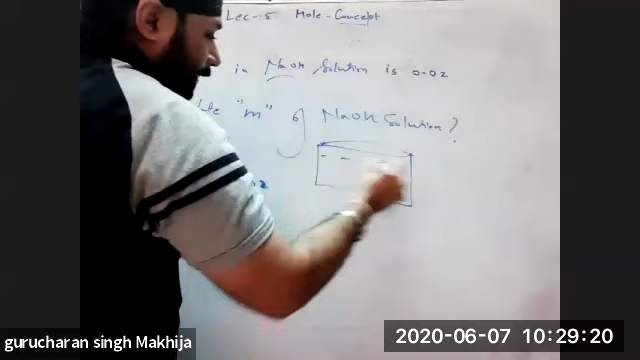 Lec-5 Mole-Concept
in NaOH Solution is 0.02
"m" of NaOH Solution?
gurucharan singh Makhija
2020-06-07 10:29:20